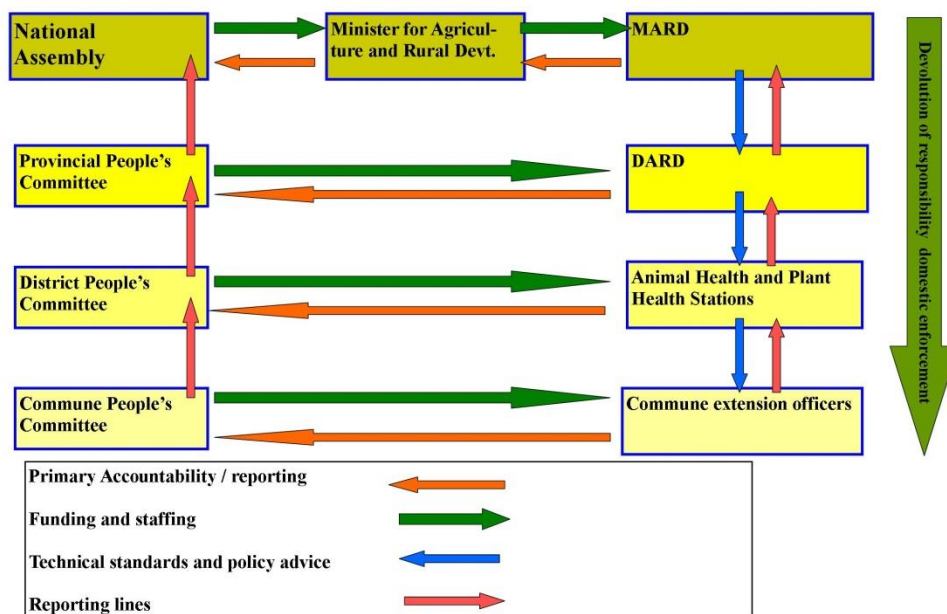 National
Assembly
Minister for Agricul-
ture and Rural Devt.
MARD
Provincial People's
Committee
DARD
District People's
Committee
Animal Health and Plant
Health Stations
Commune People's
Committee
Commune extension officers
Devolution of responsibility domestic enforcement
Primary Accountability / reporting
Funding and staffing
Technical standards and policy advice
Reporting lines